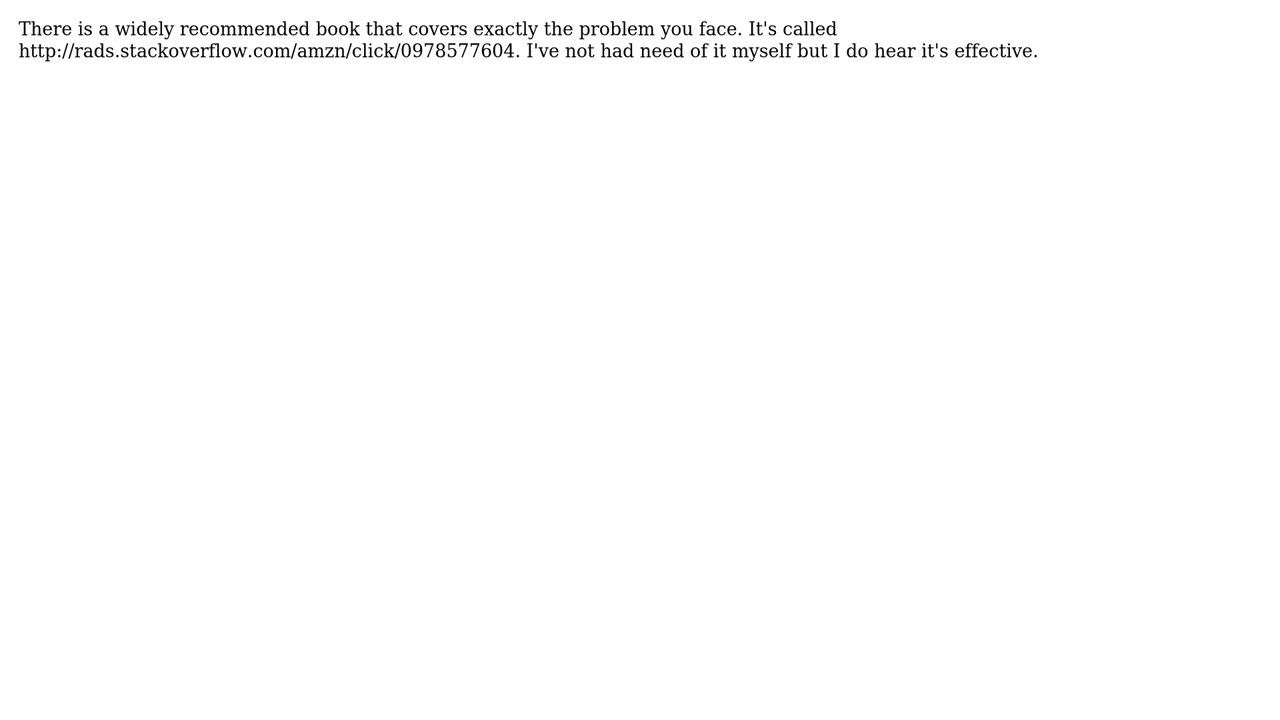 There is a widely recommended book that covers exactly the problem you face. It's called
http://rads.stackoverflow.com/amzn/click/0978577604. I've not had need of it myself but I do hear it's effective.